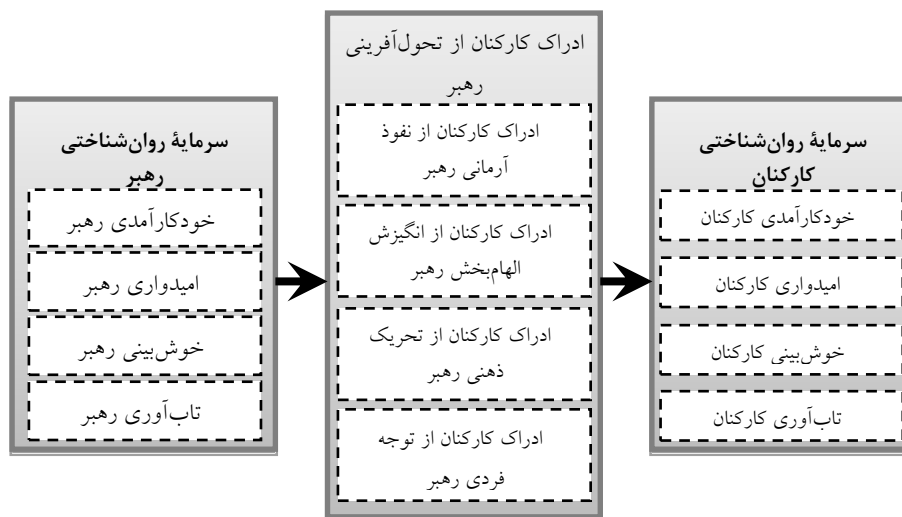 سرمایهٔ روان‌شناختی
رهبر
خودکارآمدی رهبر
امیدواری رهبر
خوش‌بینی رهبر
تاب‌آوری رهبر
ادراک کارکنان از تحول‌آفرینی
رهبر
ادراک کارکنان از نفوذ
آرمانی رهبر
ادراک کارکنان از انگیزش
الهام‌بخش رهبر
ادراک کارکنان از تحریک
ذهنی رهبر
ادراک کارکنان از توجه
فردی رهبر
سرمایهٔ روان‌شناختی
کارکنان
خودکارآمدی کارکنان
امیدواری کارکنان
خوش‌بینی کارکنان
تاب‌آوری کارکنان